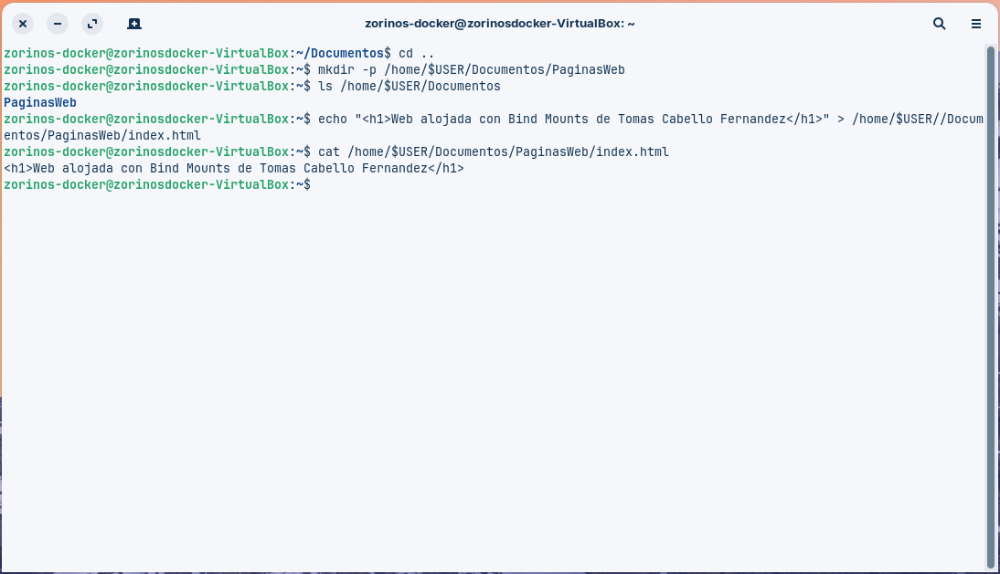 zorinos-docker@zorinosdocker-VirtualBox: ~
zorinos-docker@zorinosdocker-VirtualBox:~/Documentos$ cd ..
zorinos-docker@zorinosdocker-VirtualBox:~$ mkdir -p /home/$USER/Documentos/PaginasWeb
zorinos-docker@zorinosdocker-VirtualBox:~$ ls /home/$USER/Documentos
PaginasWeb
zorinos-docker@zorinosdocker-VirtualBox:~$ echo "<h1>Web alojada con Bind Mounts de Tomas Cabello Fernandez</h1>" > /home/$USER//Docum
entos/PaginasWeb/index.html
zorinos-docker@zorinosdocker-VirtualBox:~$ cat /home/$USER/Documentos/PaginasWeb/index.html
<h1>Web alojada con Bind Mounts de Tomas Cabello Fernandez</h1>
zorinos-docker@zorinosdocker-VirtualBox:~$